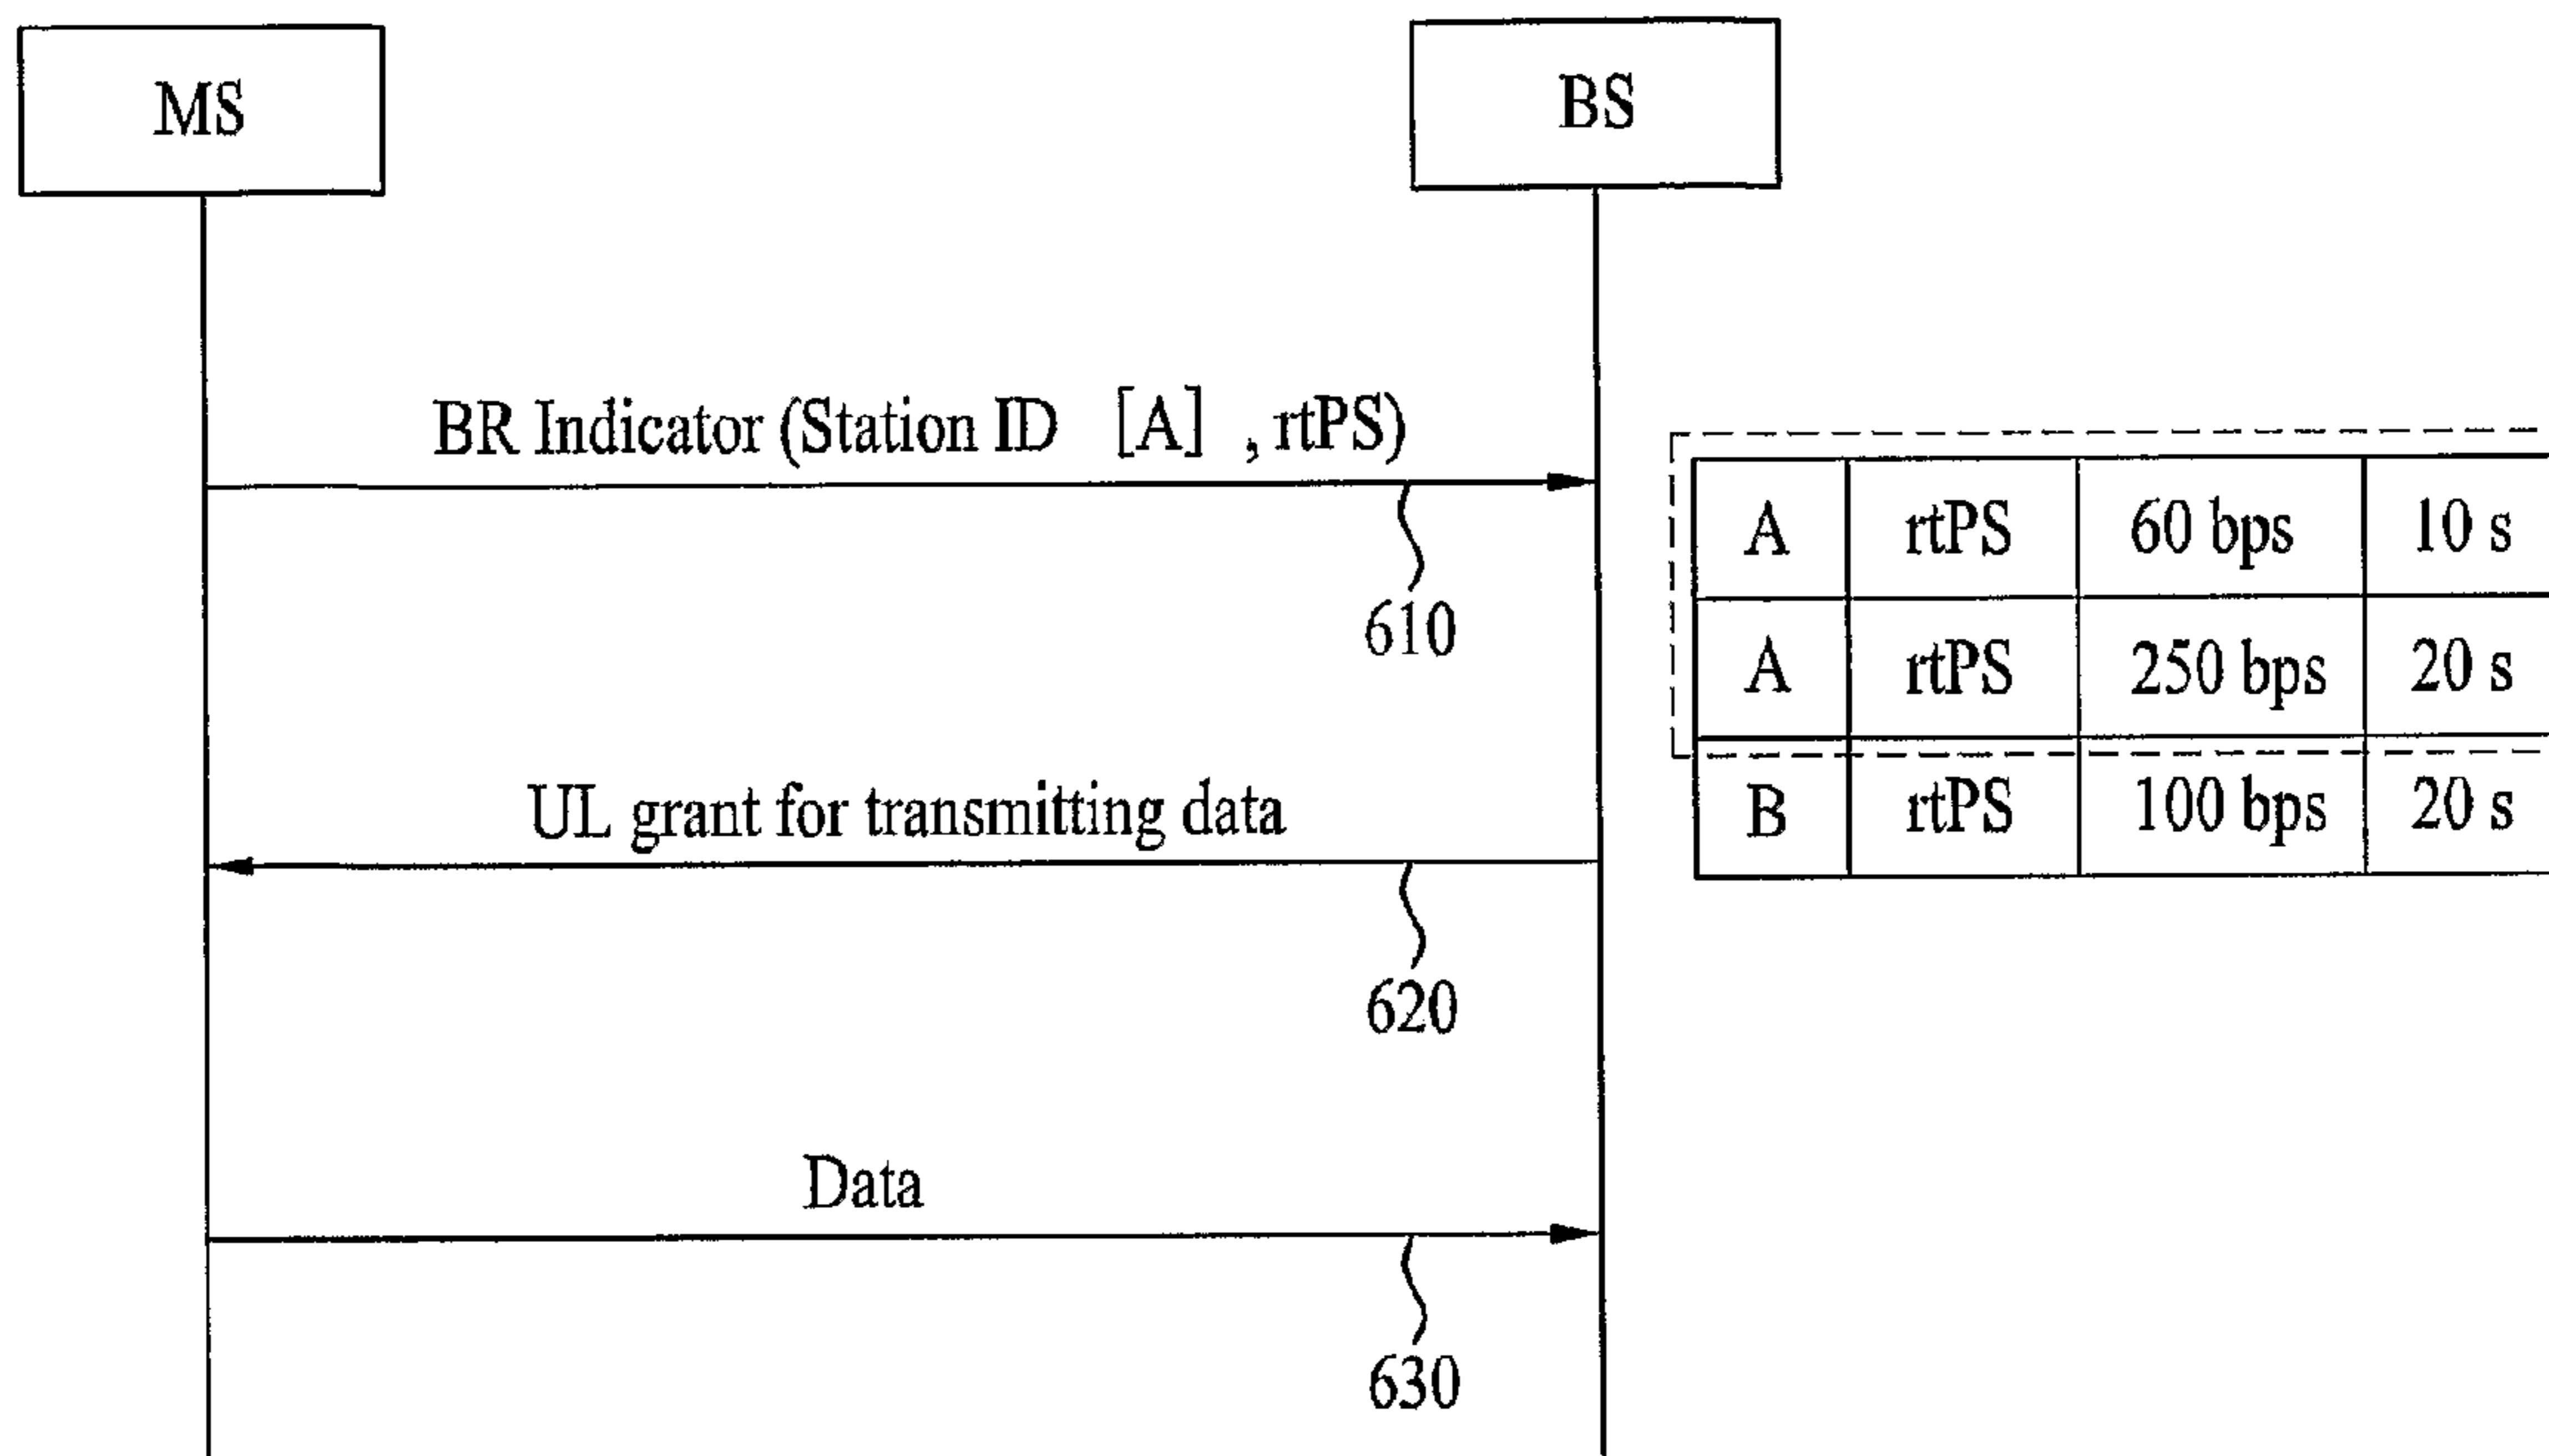 MS
BS
BR Indicator (Station ID [A] , rtPS)
610
A rtPS 60 bps 10 s
A rtPS 250 bps 20 s
B rtPS 100 bps 20 s
UL grant for transmitting data
620
Data
630